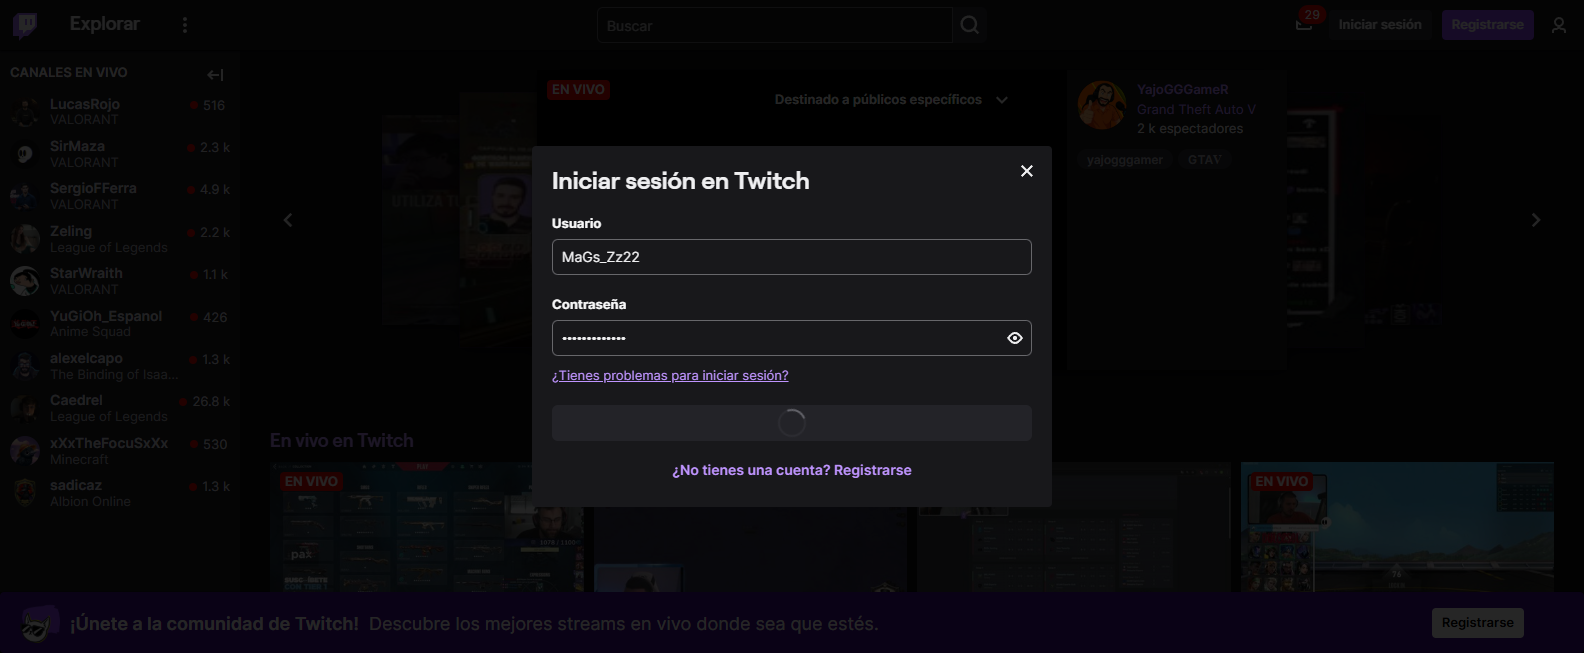 Explorar
Buscar
29
Iniciar sesión
Registrarse
CANALES EN VIVO
LucasRojo
516
VALORANT
SirMaza
2.3 k
VALORANT
SergioFFerra
4.9 k
VALORANT
Zeling
2.2 k
League of Legends
StarWraith
1.1 k
VALORANT
YuGiOh_Espanol
426
Anime Squad
alexelcapo
1.3 k
The Binding of Isaa...
Caedrel
26.8 k
League of Legends
xXxTheFocuSxXx
530
Minecraft
sadicaz
1.3 k
Albion Online
EN VIVO
Destinado a públicos específicos
YajoGGGameR
Grand Theft Auto V
2 k espectadores
yajogggamer
GTAV
Iniciar sesión en Twitch
Usuario
MaGs_Zz22
Contraseña
•••••••••••••
¿Tienes problemas para iniciar sesión?
¿No tienes una cuenta? Registrarse
En vivo en Twitch
EN VIVO
EN VIVO
¡Únete a la comunidad de Twitch! Descubre los mejores streams en vivo donde sea que estés.
Registrarse